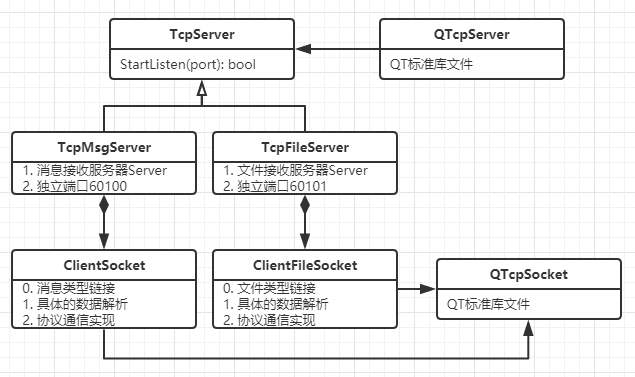 TcpServer
StartListen(port): bool
QTcpServer
QT标准库文件
TcpMsgServer
1. 消息接收服务器Server
2. 独立端口60100
TcpFileServer
1. 文件接收服务器Server
2. 独立端口60101
ClientSocket
0. 消息类型链接
1. 具体的数据解析
2. 协议通信实现
ClientFileSocket
0. 文件类型链接
1. 具体的数据解析
2. 协议通信实现
QTcpSocket
QT标准库文件